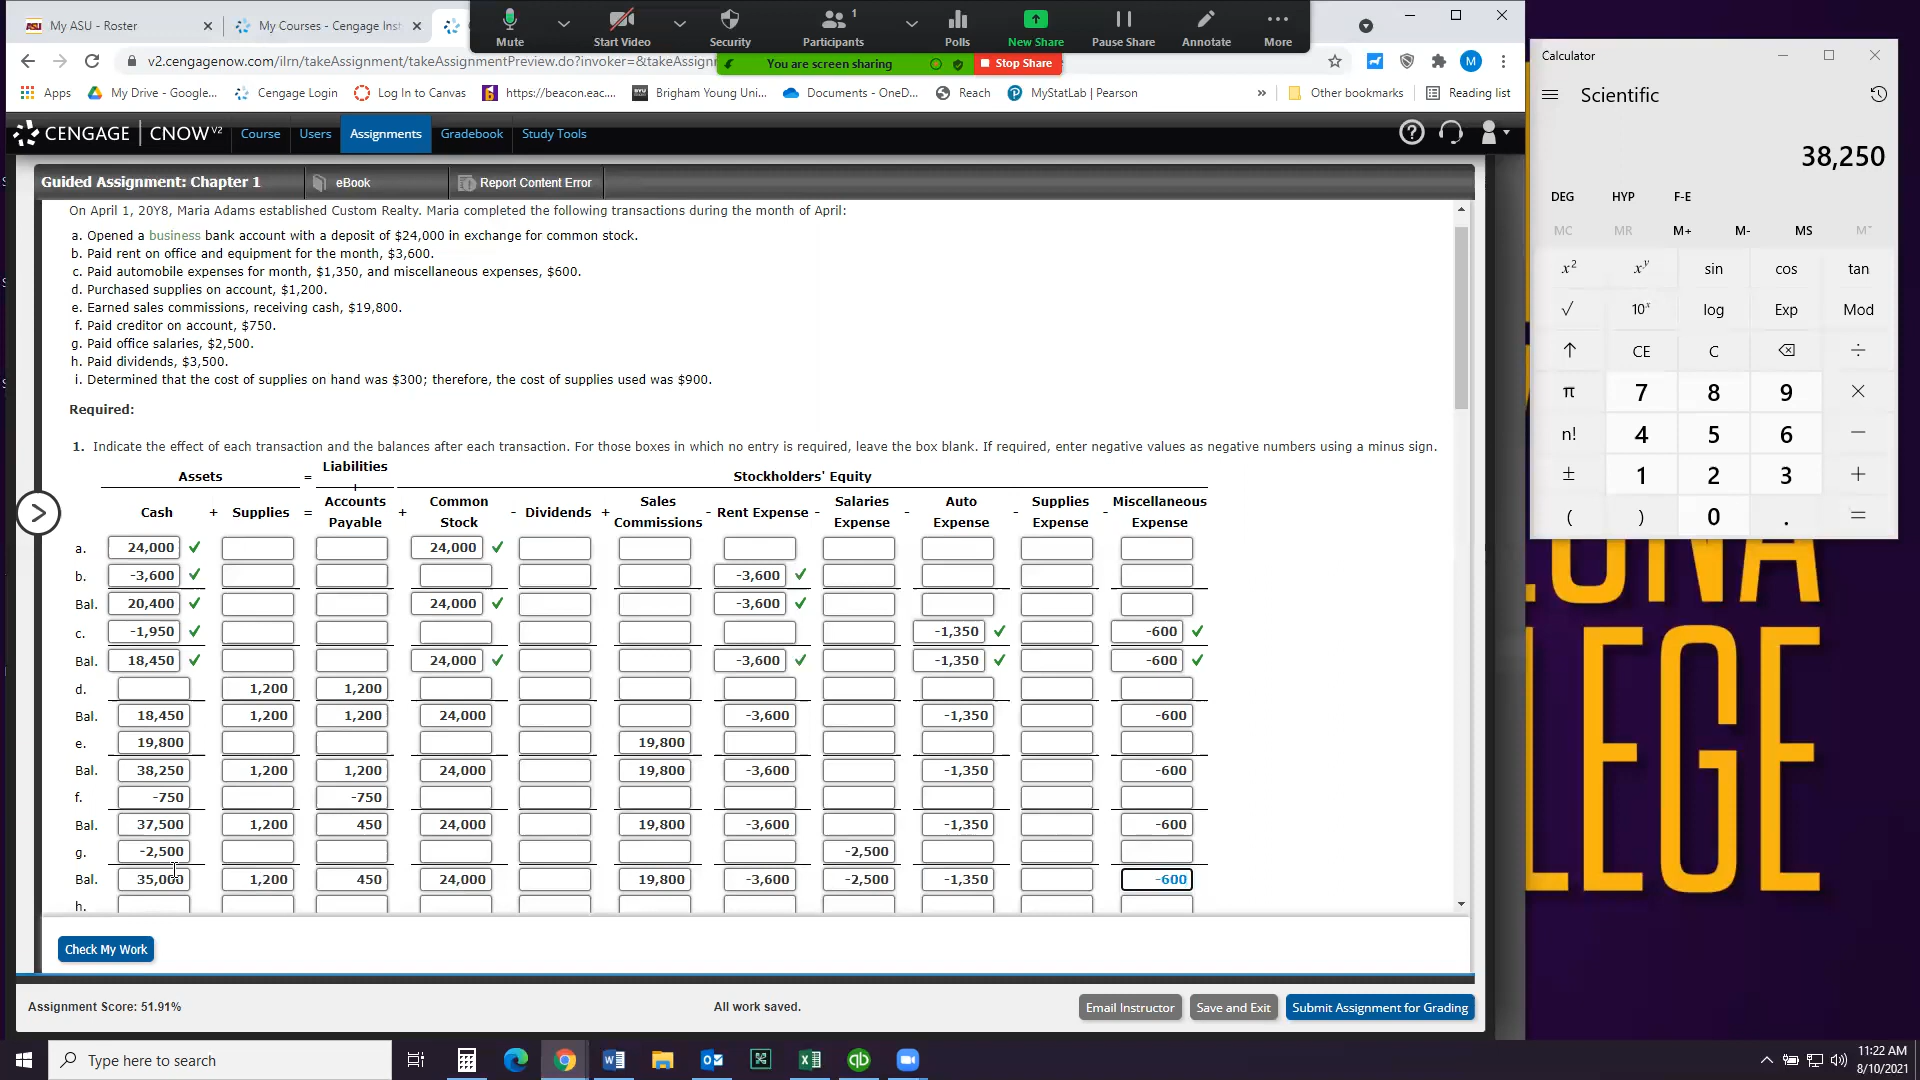 My ASU - Roster
My Courses - Cengage Inst
Mute
Start Video
Security
Participants
1
Polls
New Share
Pause Share
Annotate
More
v2.cengagenow.com/ilrn/takeAssignment/takeAssignmentPreview.do?invoker=&takeAssignm
You are screen sharing
Stop Share
M
Apps
My Drive - Google...
Cengage Login
Log In to Canvas
https://beacon.eac....
Brigham Young Uni...
Documents - OneD...
Reach
MyStatLab | Pearson
»
Other bookmarks
Reading list
CENGAGE | CNOWV2
Course
Users
Assignments
Gradebook
Study Tools
Guided Assignment: Chapter 1
eBook
Report Content Error
On April 1, 20Y8, Maria Adams established Custom Realty. Maria completed the following transactions during the month of April:
a. Opened a business bank account with a deposit of $24,000 in exchange for common stock.
b. Paid rent on office and equipment for the month, $3,600.
c. Paid automobile expenses for month, $1,350, and miscellaneous expenses, $600.
d. Purchased supplies on account, $1,200.
e. Earned sales commissions, receiving cash, $19,800.
f. Paid creditor on account, $750.
g. Paid office salaries, $2,500.
h. Paid dividends, $3,500.
i. Determined that the cost of supplies on hand was $300; therefore, the cost of supplies used was $900.
Required:
1. Indicate the effect of each transaction and the balances after each transaction. For those boxes in which no entry is required, leave the box blank. If required, enter negative values as negative numbers using a minus sign.
Assets = Liabilities + Stockholders' Equity
Cash + Supplies = Accounts Payable + Common Stock - Dividends + Sales Commissions - Rent Expense - Salaries Expense - Auto Expense - Supplies Expense - Miscellaneous Expense
a. 24,000 24,000
b. -3,600 -3,600
Bal. 20,400 24,000 -3,600
c. -1,950 -1,350 -600
Bal. 18,450 24,000 -3,600 -1,350 -600
d. 1,200 1,200
Bal. 18,450 1,200 1,200 24,000 -3,600 -1,350 -600
e. 19,800 19,800
Bal. 38,250 1,200 1,200 24,000 19,800 -3,600 -1,350 -600
f. -750 -750
Bal. 37,500 1,200 450 24,000 19,800 -3,600 -1,350 -600
g. -2,500 -2,500
Bal. 35,000 1,200 450 24,000 19,800 -3,600 -2,500 -1,350 -600
h.
Check My Work
Assignment Score: 51.91%
All work saved.
Email Instructor
Save and Exit
Submit Assignment for Grading
Calculator
Scientific
38,250
DEG HYP F-E
MC MR M+ M- MS M˅
x² xʸ sin cos tan
√ 10ˣ log Exp Mod
↑ CE C ⌫ ÷
π 7 8 9 ×
n! 4 5 6 −
± 1 2 3 +
( ) 0 . =
LEGE
Type here to search
11:22 AM
8/10/2021